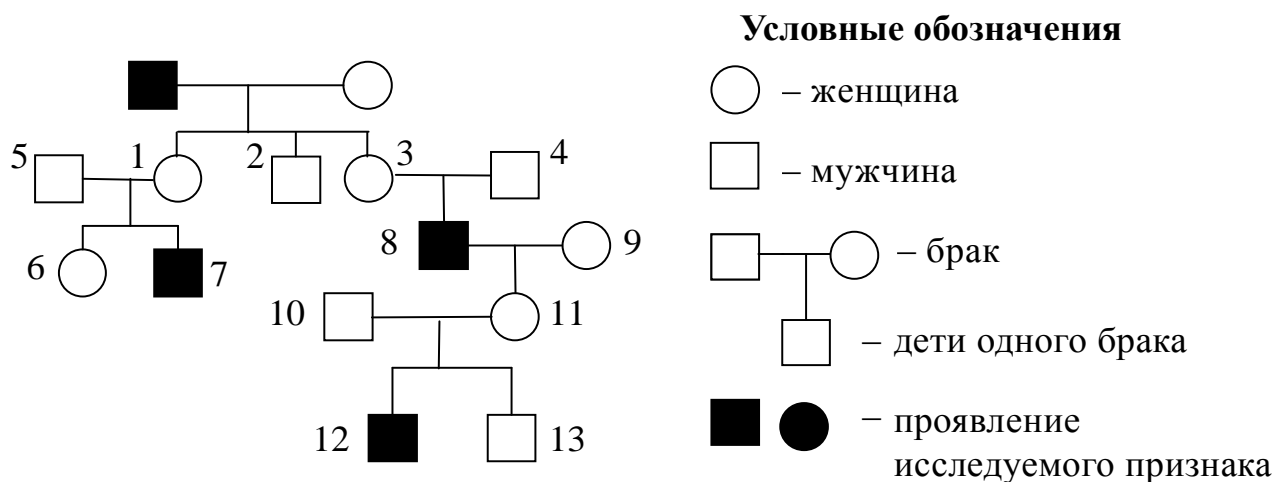 Условные обозначения
– женщина
– мужчина
– брак
– дети одного брака
– проявление
исследуемого признака
5 1 2 3 4
6 7 8 9
10 11
12 13